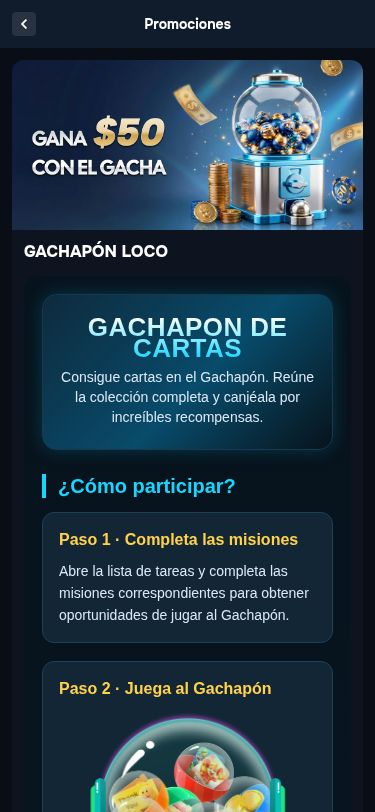 Promociones
GANA $50
CON EL GACHA
GACHAPÓN LOCO
GACHAPON DE
CARTAS
Consigue cartas en el Gachapón. Reúne
la colección completa y canjéala por
increíbles recompensas.
¿Cómo participar?
Paso 1 · Completa las misiones
Abre la lista de tareas y completa las
misiones correspondientes para obtener
oportunidades de jugar al Gachapón.
Paso 2 · Juega al Gachapón